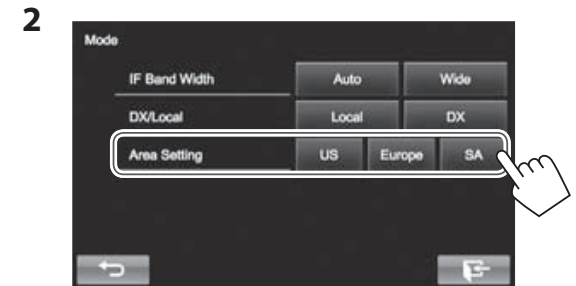 2
Mode
IF Band Width Auto Wide
DX/Local Local DX
Area Setting US Europe SA